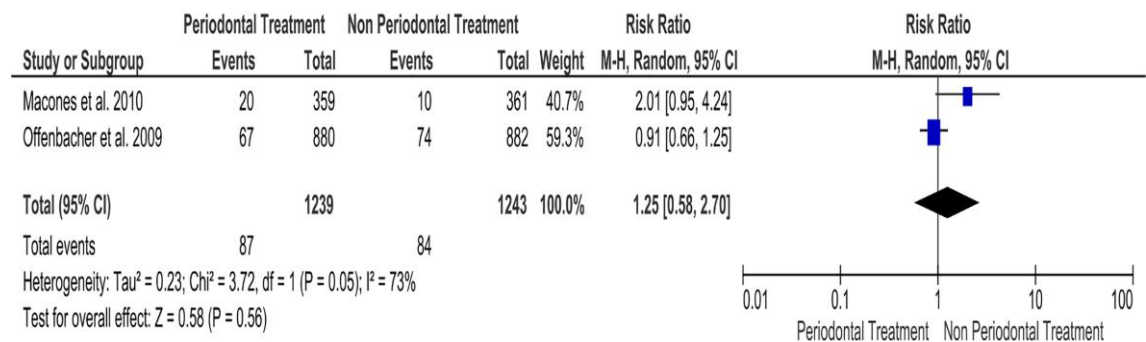 Periodontal Treatment Non Periodontal Treatment Risk Ratio Risk Ratio
Study or Subgroup Events Total Events Total Weight M-H, Random, 95% CI M-H, Random, 95% CI
Macones et al. 2010 20 359 10 361 40.7% 2.01 [0.95, 4.24]
Offenbacher et al. 2009 67 880 74 882 59.3% 0.91 [0.66, 1.25]
Total (95% CI) 1239 1243 100.0% 1.25 [0.58, 2.70]
Total events 87 84
Heterogeneity: Tau² = 0.23; Chi² = 3.72, df = 1 (P = 0.05); I² = 73%
Test for overall effect: Z = 0.58 (P = 0.56)
0.01 0.1 1 10 100
Periodontal Treatment Non Periodontal Treatment